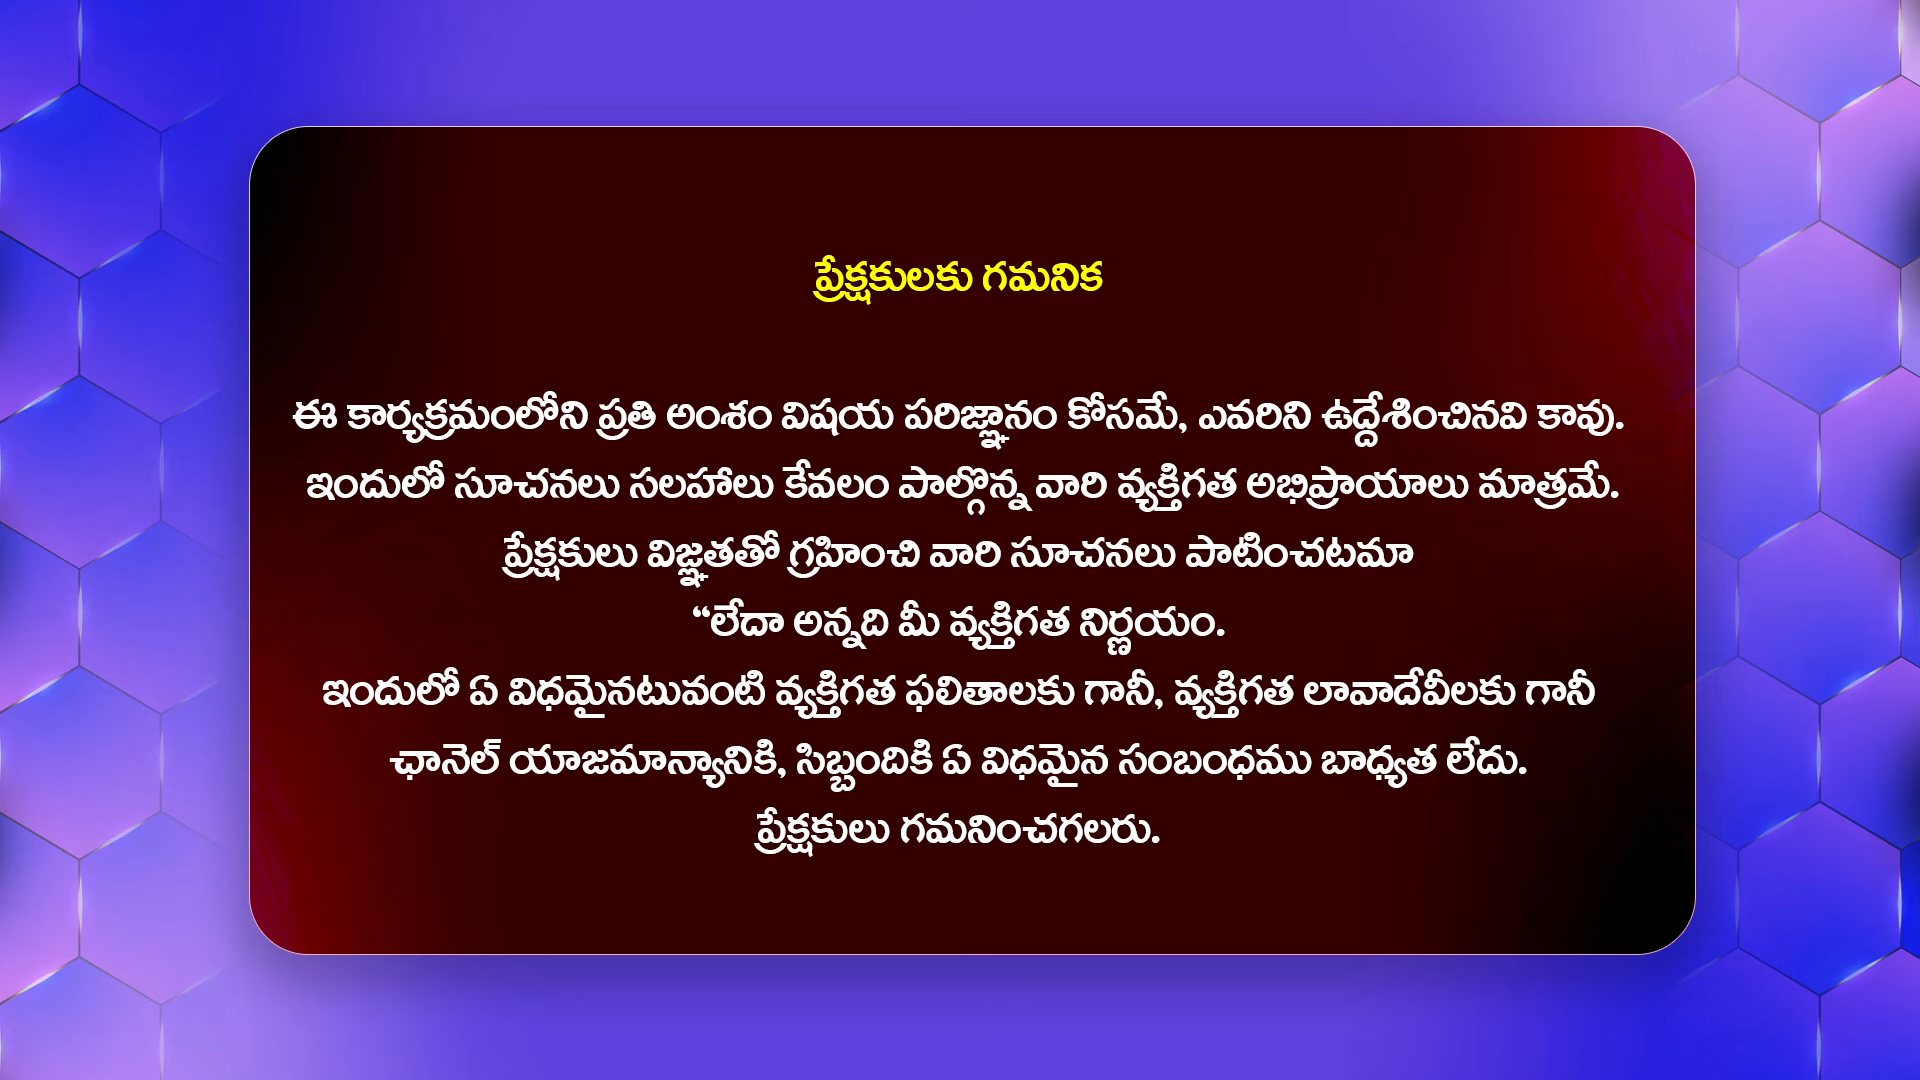 ప్రేక్షకులకు గమనిక
ఈ కార్యక్రమంలోని ప్రతి అంశం విషయ పరిజ్ఞానం కోసమే, ఎవరిని ఉద్దేశించినవి కావు.
ఇందులో సూచనలు సలహాలు కేవలం పాల్గొన్న వారి వ్యక్తిగత అభిప్రాయాలు మాత్రమే.
ప్రేక్షకులు విజ్ఞతతో గ్రహించి వారి సూచనలు పాటించటమా
“లేదా అన్నది మీ వ్యక్తిగత నిర్ణయం.
ఇందులో ఏ విధమైనటువంటి వ్యక్తిగత ఫలితాలకు గానీ, వ్యక్తిగత లావాదేవీలకు గానీ
ఛానెల్ యాజమాన్యానికి, సిబ్బందికి ఏ విధమైన సంబంధము బాధ్యత లేదు.
ప్రేక్షకులు గమనించగలరు.